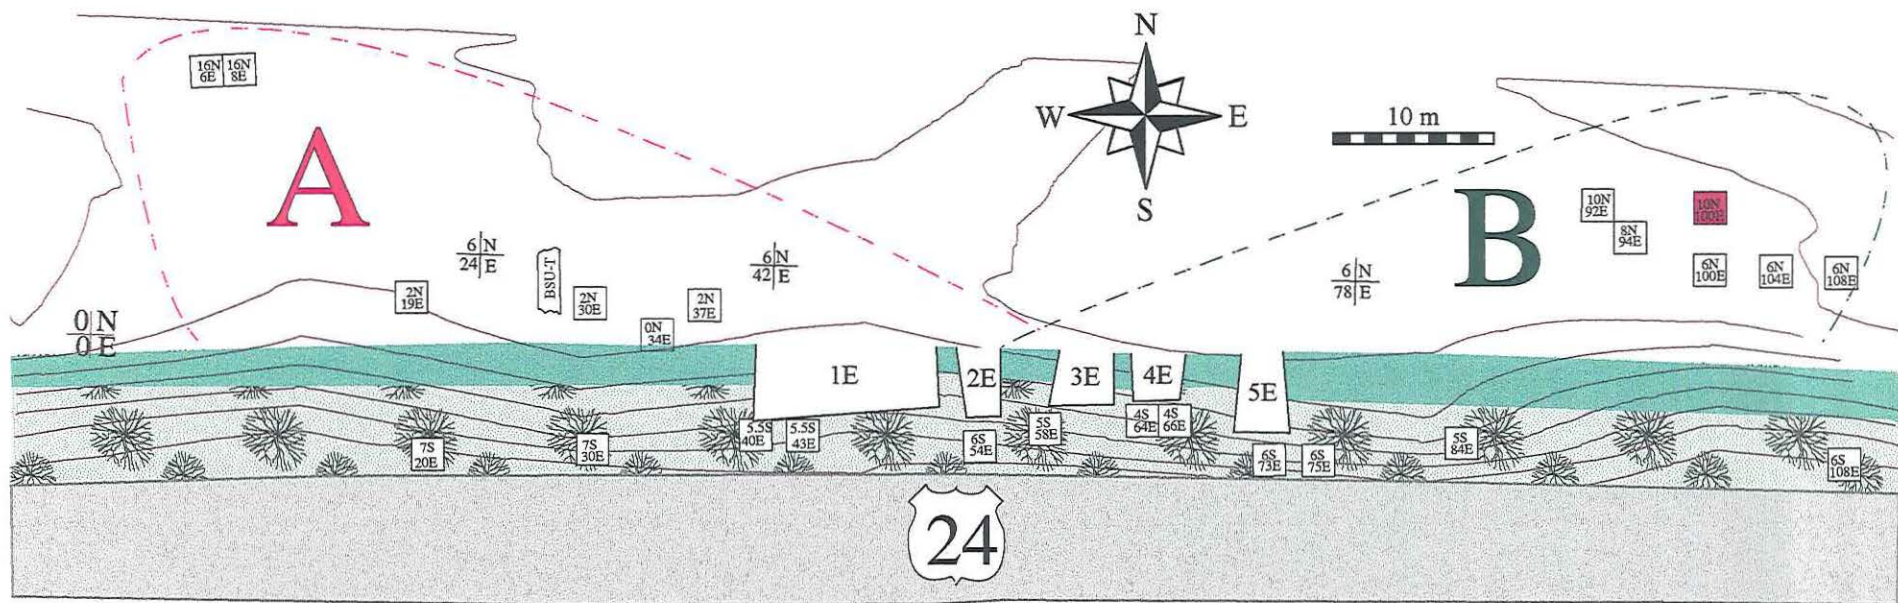 N
W E
S
10 m
16N
6E
16N
8E
A
B
10N
92E
8N
94E
10N
100E
6N
100E
6N
104E
6N
108E
6 N
24 E
BSU-T
6 N
42 E
6 N
78 E
2N
19E
2N
30E
2N
37E
0N
34E
0 N
0 E
1E
2E
3E
4E
5E
7S
20E
7S
30E
5.5S
40E
5.5S
43E
6S
54E
5S
58E
4S
64E
4S
66E
6S
73E
6S
75E
5S
84E
6S
108E
24